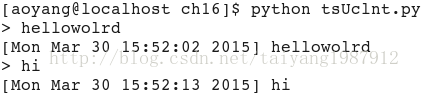 [aoyang@localhost ch16]$ python tsUclnt.py
> hellowolrd
[Mon Mar 30 15:52:02 2015] hellowolrd
> hi
http://blog.csdn.net/taiyang1987912
[Mon Mar 30 15:52:13 2015] hi